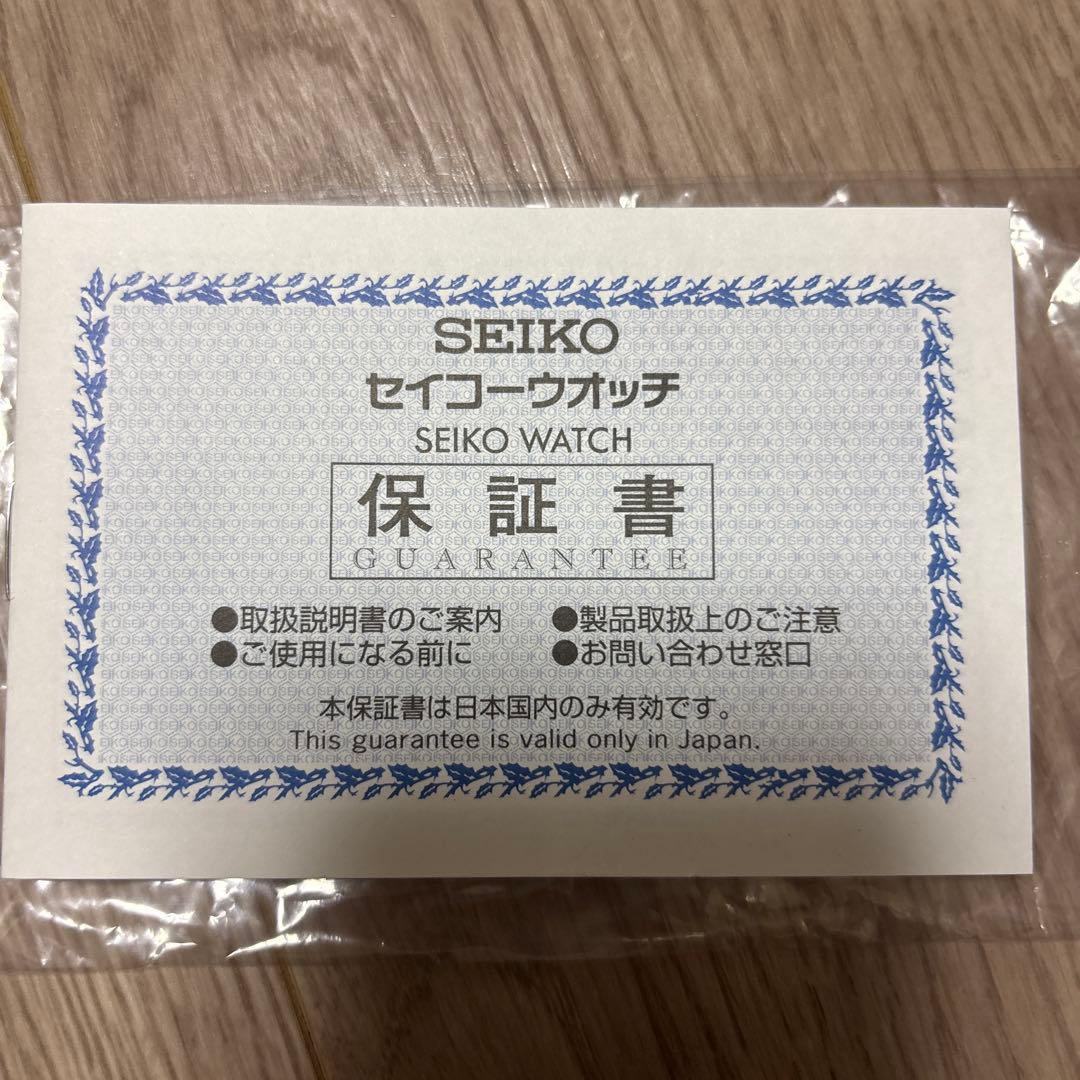 SEIKO
セイコーウオッチ
SEIKO WATCH
保証書
GUARANTEE
●取扱説明書のご案内 ●製品取扱上のご注意
●ご使用になる前に ●お問い合わせ窓口
本保証書は日本国内のみ有効です。
This guarantee is valid only in Japan.